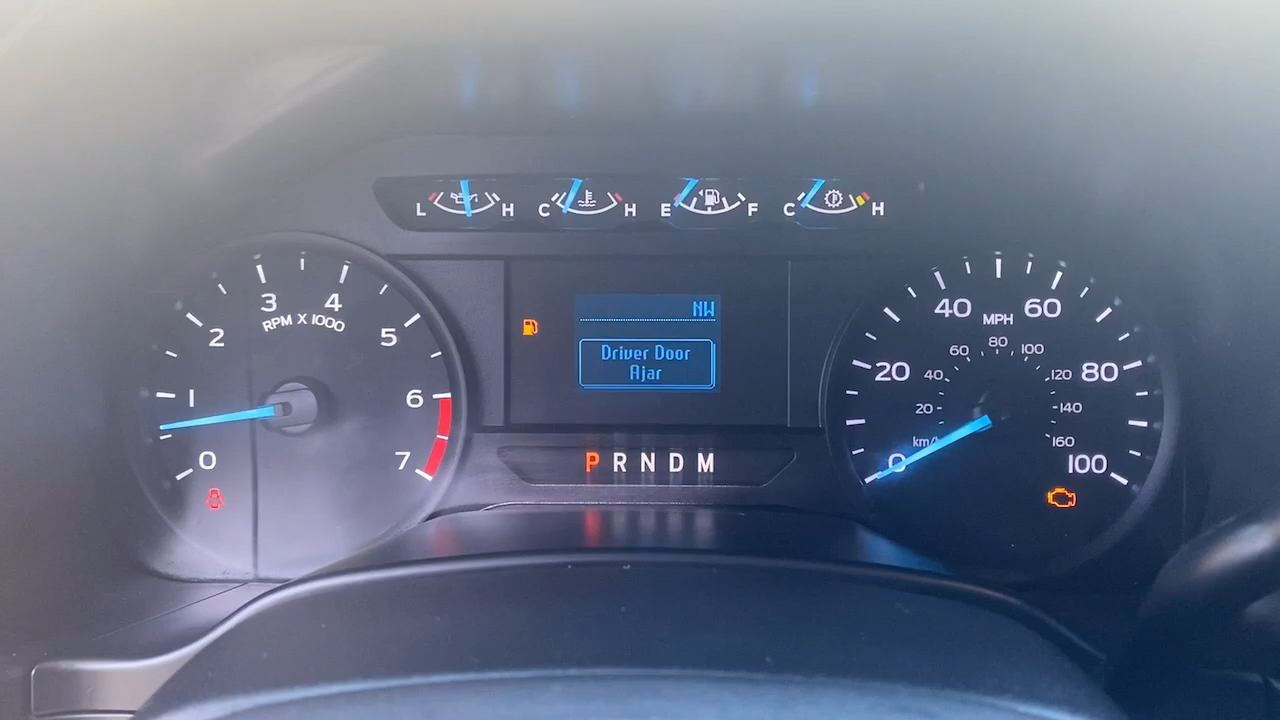 L H C H E F C H
NW
Driver Door
Ajar
P R N D M
0 1 2 3 4 5 6 7
RPM X 1000
0 20 40 60 80 100
MPH
20 40 60 80 100 120 140 160